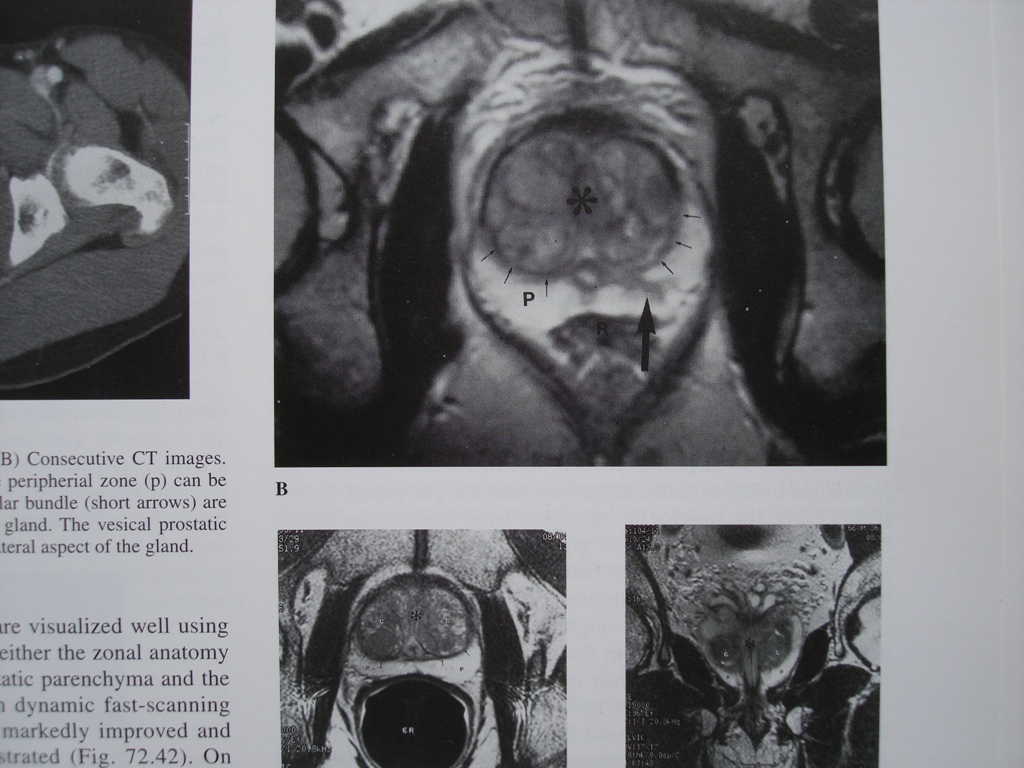 B) Consecutive CT images.
peripherial zone (p) can be
lar bundle (short arrows) are
gland. The vesical prostatic
ateral aspect of the gland.
are visualized well using
either the zonal anatomy
atic parenchyma and the
n dynamic fast-scanning
markedly improved and
strated (Fig. 72.42). On
*
P
R
B
51.9
*
C
ER
*